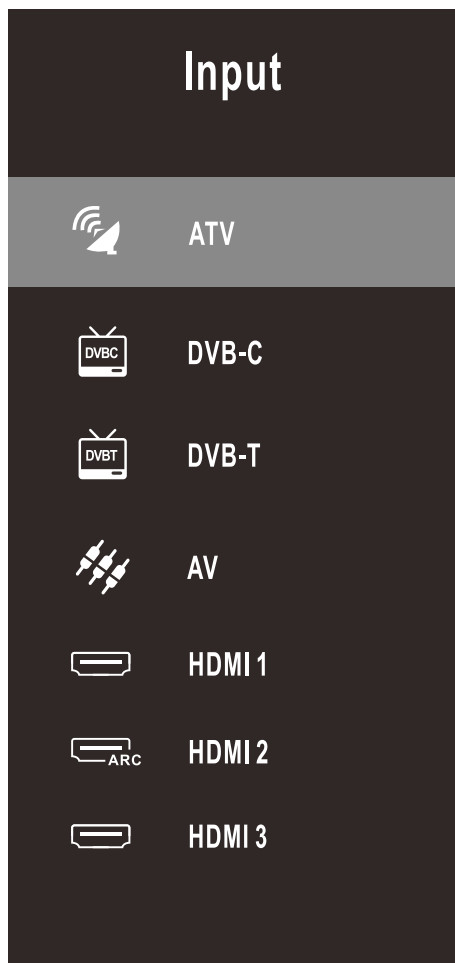 Input
ATV
DVBC DVB-C
DVBT DVB-T
AV
HDMI 1
ARC HDMI 2
HDMI 3